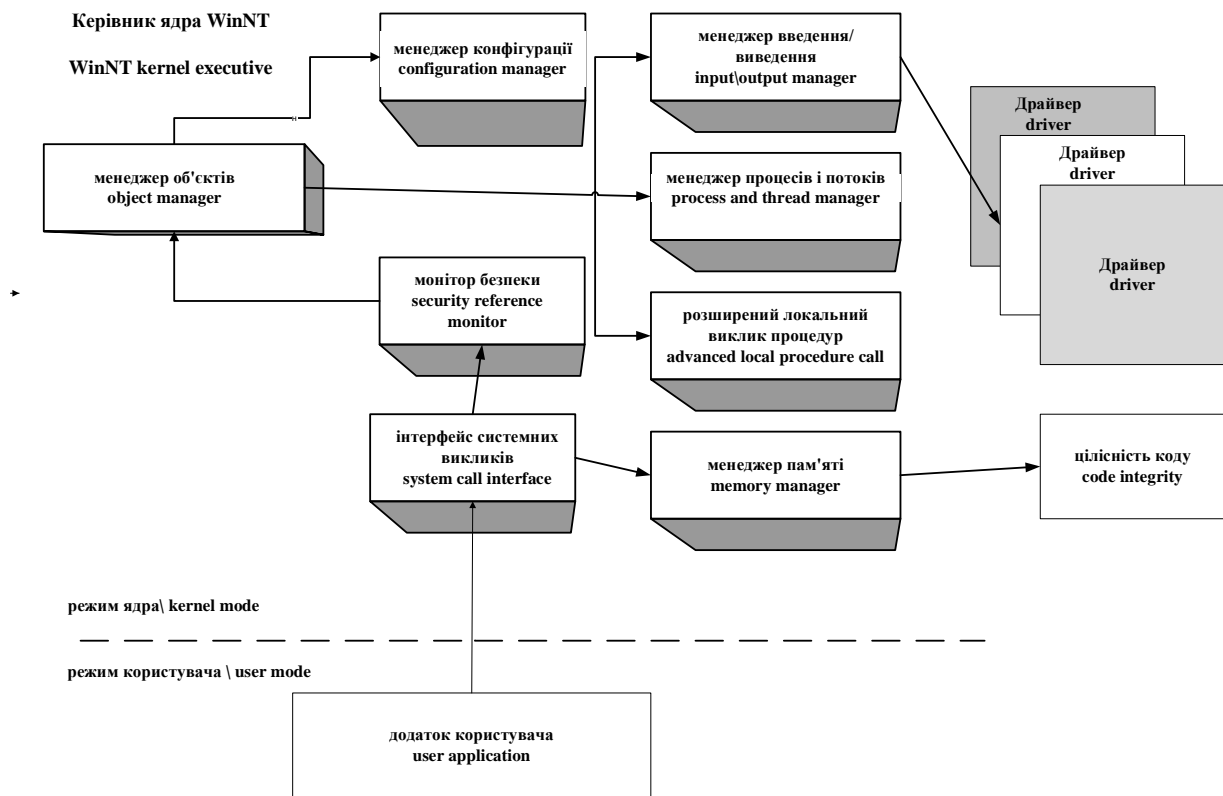 Керівник ядра WinNT
WinNT kernel executive
менеджер конфігурації
configuration manager
менеджер введення/
виведення
input\output manager
Драйвер
driver
Драйвер
driver
Драйвер
driver
менеджер об'єктів
object manager
менеджер процесів і потоків
process and thread manager
монітор безпеки
security reference
monitor
розширений локальний
виклик процедур
advanced local procedure call
інтерфейс системних
викликів
system call interface
менеджер пам'яті
memory manager
цілісність коду
code integrity
режим ядра\ kernel mode
режим користувача \ user mode
додаток користувача
user application